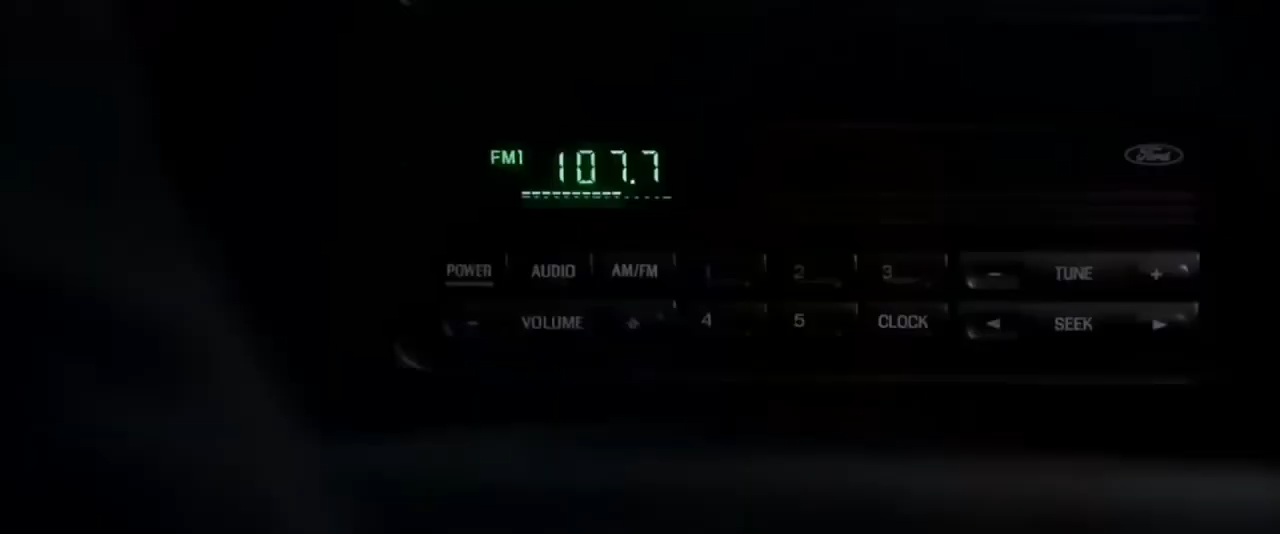 FM1 107.7
Ford
POWER AUDIO AM/FM 2 3 - TUNE +
- VOLUME 4 5 CLOCK ◄ SEEK ►